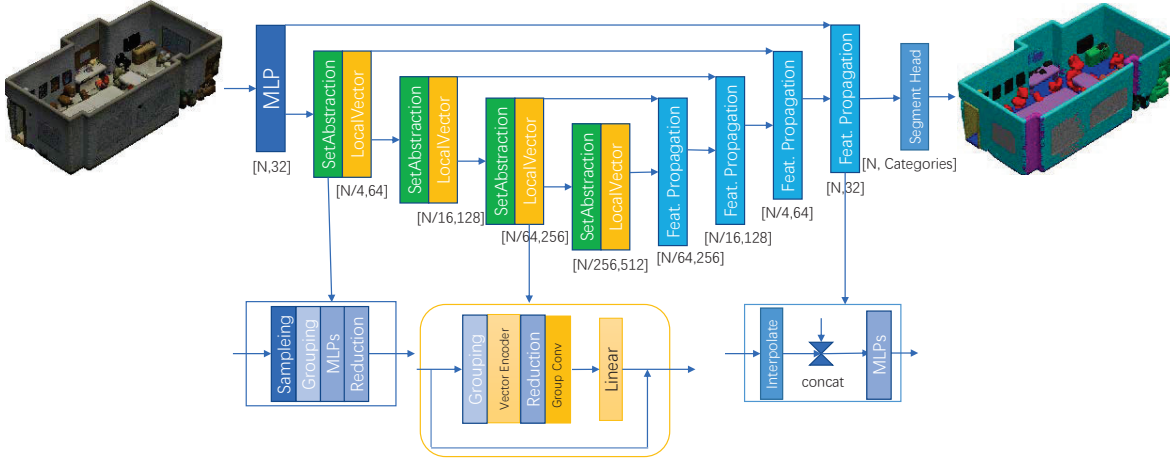 MLP
[N,32]
SetAbstraction
LocalVector
[N/4,64]
SetAbstraction
LocalVector
[N/16,128]
SetAbstraction
LocalVector
[N/64,256]
SetAbstraction
LocalVector
[N/256,512]
Feat. Propagation
[N/64,256]
Feat. Propagation
[N/16,128]
Feat. Propagation
[N/4,64]
Feat. Propagation
[N,32]
Segment Head
[N, Categories]
Sampleing
Grouping
MLPs
Reduction
Grouping
Vector Encoder
Reduction
Group Conv
Linear
Interpolate
concat
MLPs